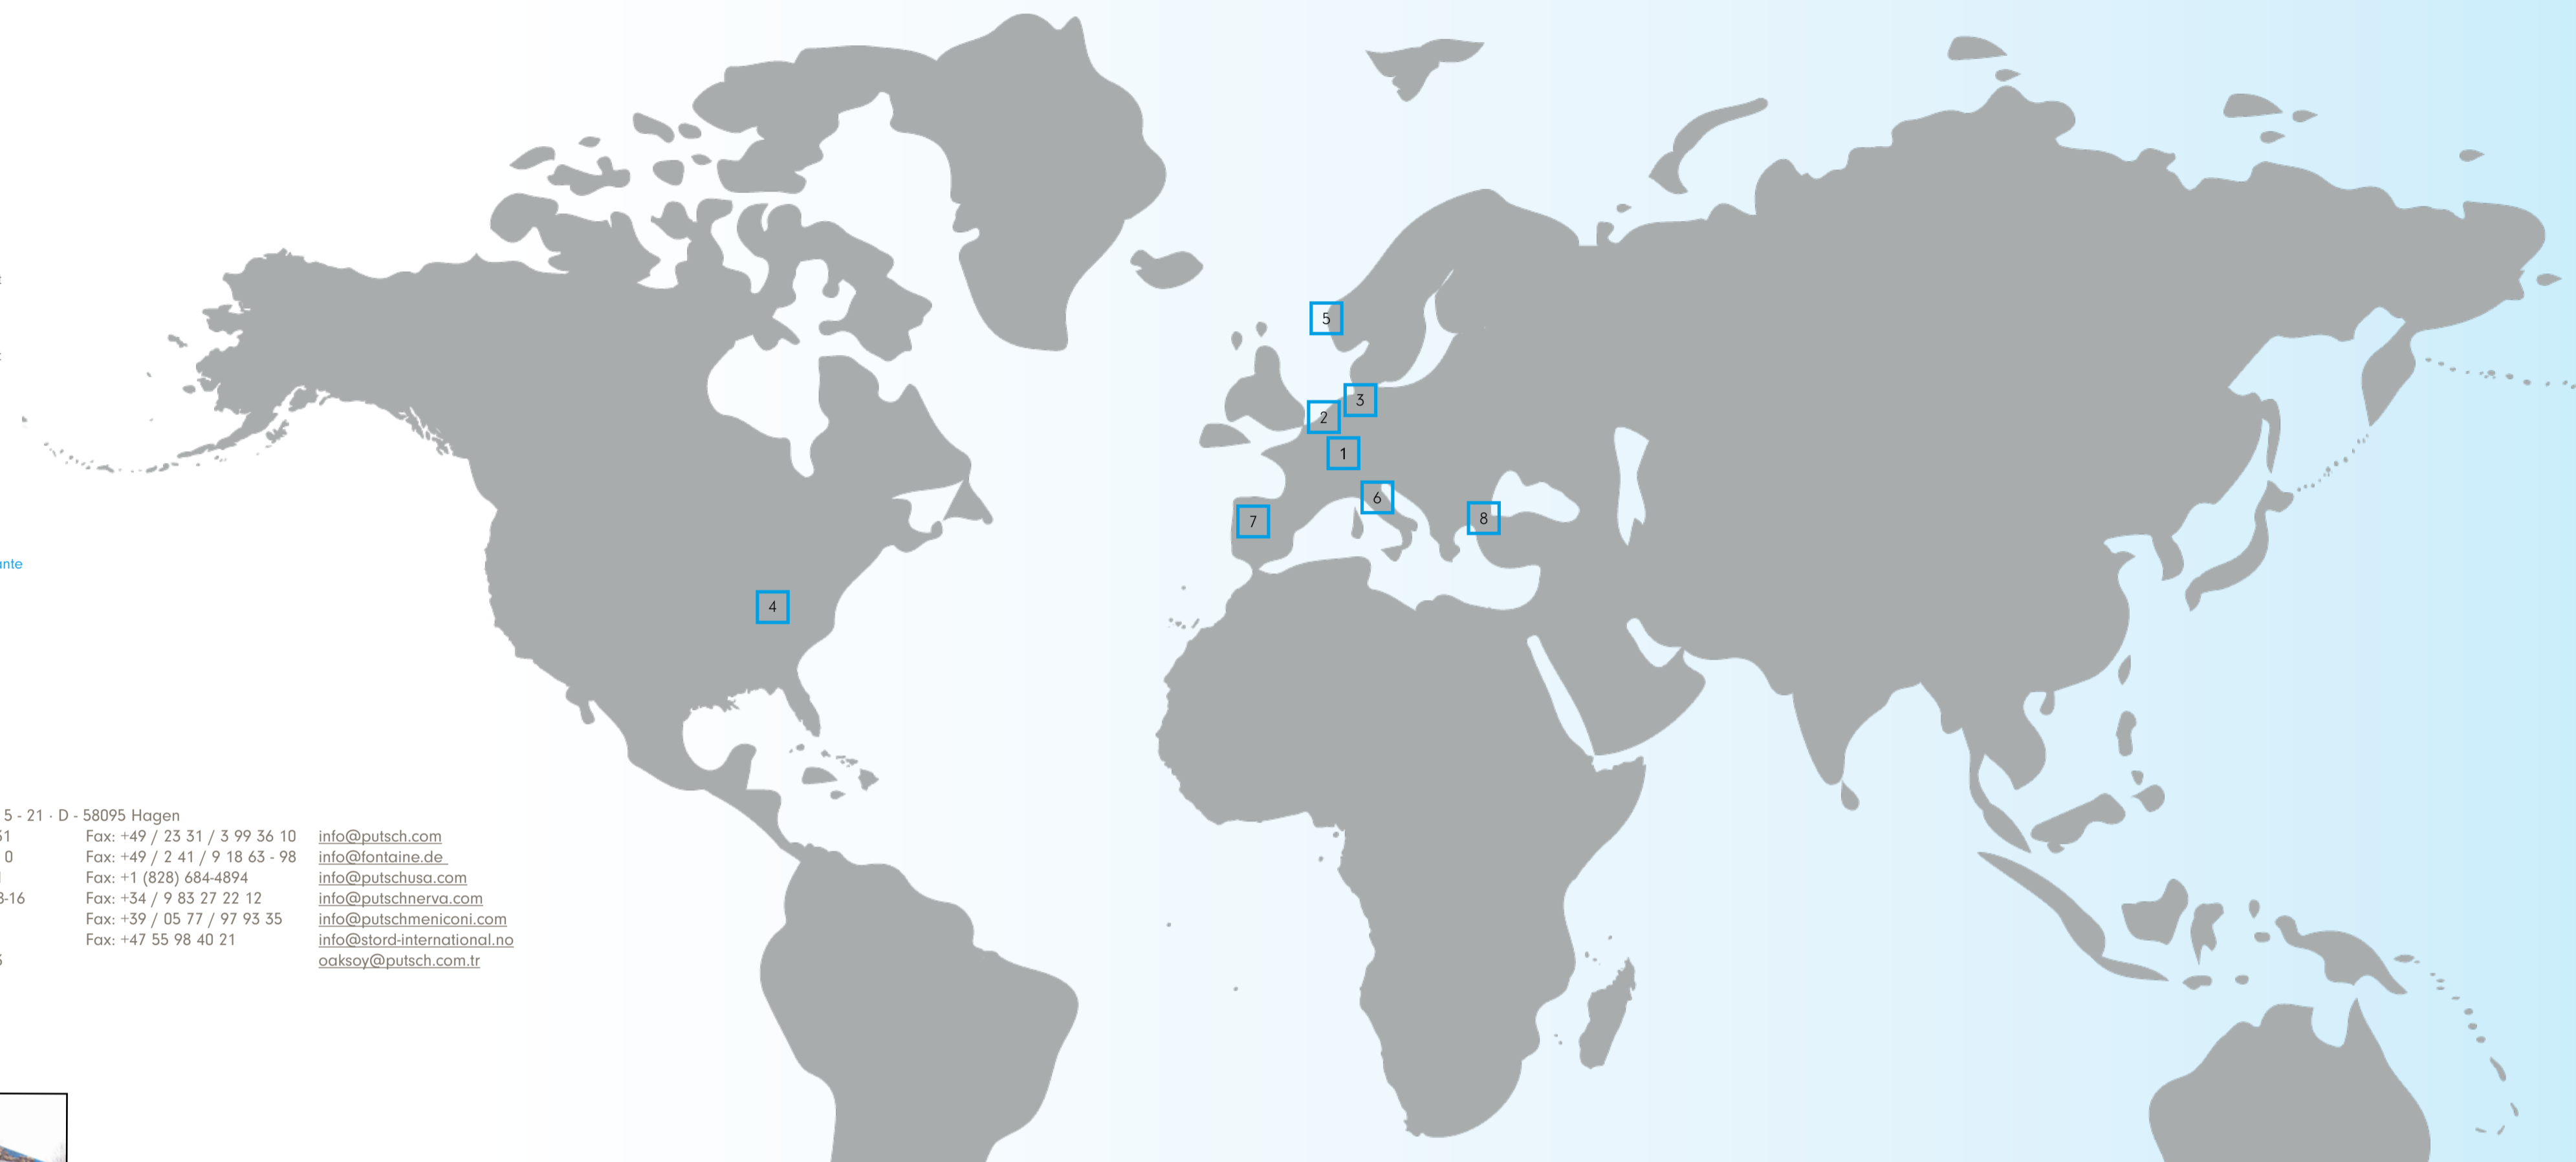 5
3
2
1
6
7
8
ante
4
5 - 21 · D - 58095 Hagen
31 Fax: +49 / 23 31 / 3 99 36 10 info@putsch.com
0 Fax: +49 / 2 41 / 9 18 63 - 98 info@fontaine.de
Fax: +1 (828) 684-4894 info@putschusa.com
3-16 Fax: +34 / 9 83 27 22 12 info@putschnerva.com
Fax: +39 / 05 77 / 97 93 35 info@putschmeniconi.com
Fax: +47 55 98 40 21 info@stord-international.no
oaksoy@putsch.com.tr